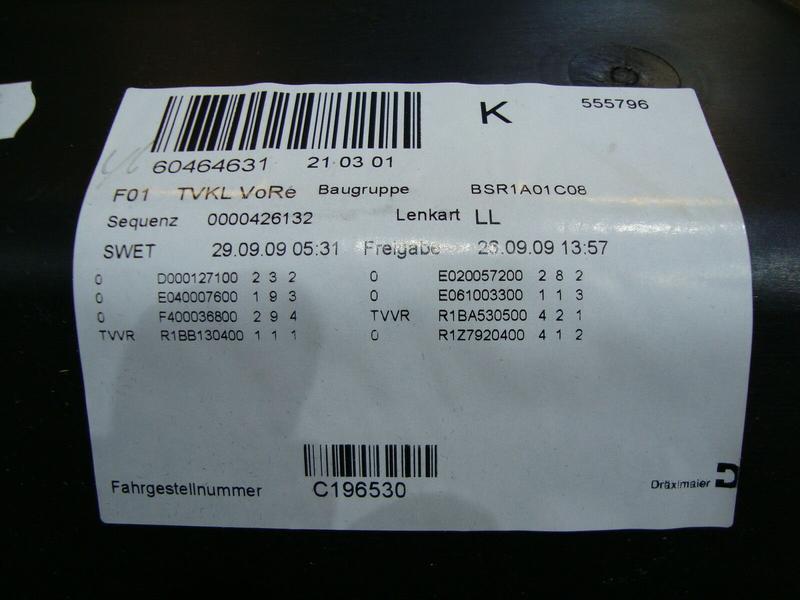 K 555796
60464631 21 03 01
F01 TVKL VoRe Baugruppe BSR1A01C08
Sequenz 0000426132 Lenkart LL
SWET 29.09.09 05:31 Freigabe 26.09.09 13:57
0 D000127100 2 3 2 0 E020057200 2 8 2
0 E040007600 1 9 3 0 E061003300 1 1 3
0 F400036800 2 9 4 TVVR R1BA530500 4 2 1
TVVR R1BB130400 1 1 1 0 R1Z7920400 4 1 2
Fahrgestellnummer C196530 Dräxlmaier D